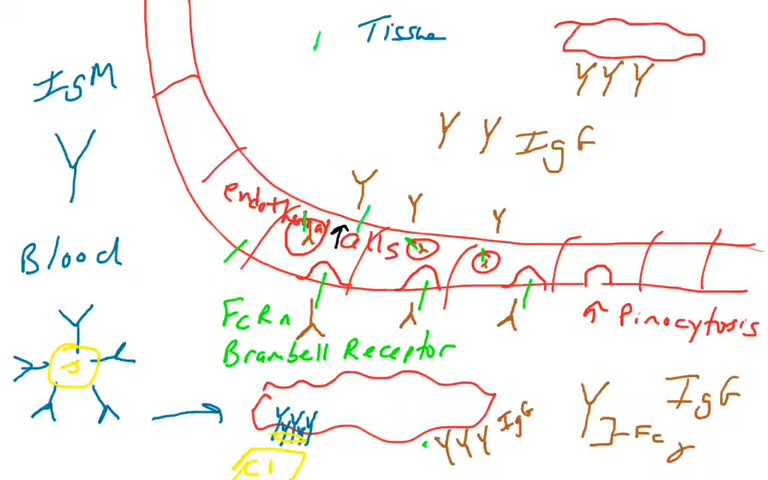 Tissue
IgM
IgG
endothelial
cells
Blood
FcRn
Brambell Receptor
Pinocytosis
J
IgG
IgG
Fc γ
C1